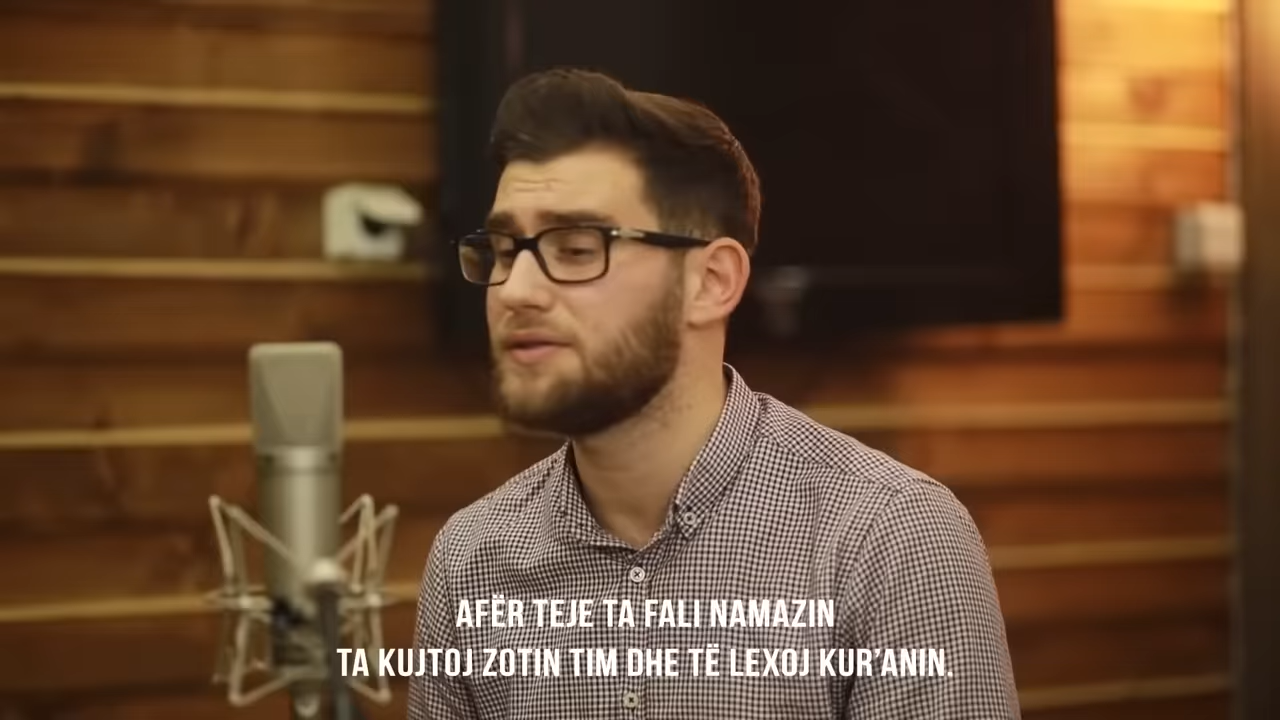 AFËR TEJE TA FALI NAMAZIN
TA KUJTOJ ZOTIN TIM DHE TË LEXOJ KUR'ANIN.